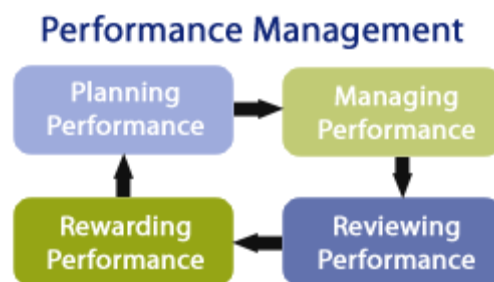 Performance Management
Planning
Performance
Managing
Performance
Rewarding
Performance
Reviewing
Performance